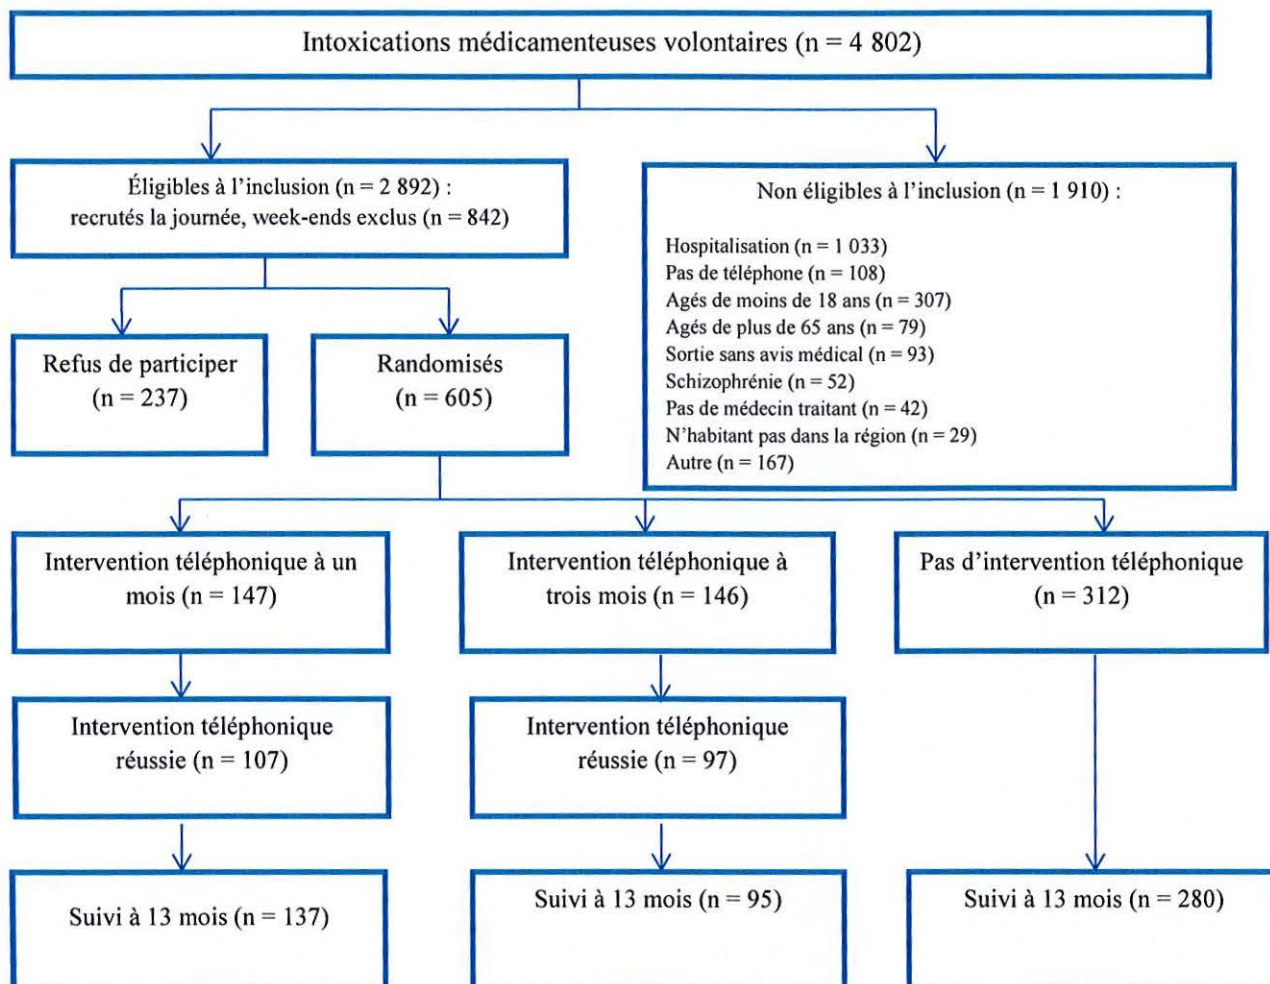 Intoxications médicamenteuses volontaires (n = 4 802)
Éligibles à l'inclusion (n = 2 892) :
recrutés la journée, week-ends exclus (n = 842)
Non éligibles à l'inclusion (n = 1 910) :
Hospitalisation (n = 1 033)
Pas de téléphone (n = 108)
Agés de moins de 18 ans (n = 307)
Agés de plus de 65 ans (n = 79)
Sortie sans avis médical (n = 93)
Schizophrénie (n = 52)
Pas de médecin traitant (n = 42)
N'habitant pas dans la région (n = 29)
Autre (n = 167)
Refus de participer
(n = 237)
Randomisés
(n = 605)
Intervention téléphonique à un
mois (n = 147)
Intervention téléphonique à
trois mois (n = 146)
Pas d'intervention téléphonique
(n = 312)
Intervention téléphonique
réussie (n = 107)
Intervention téléphonique
réussie (n = 97)
Suivi à 13 mois (n = 137)
Suivi à 13 mois (n = 95)
Suivi à 13 mois (n = 280)